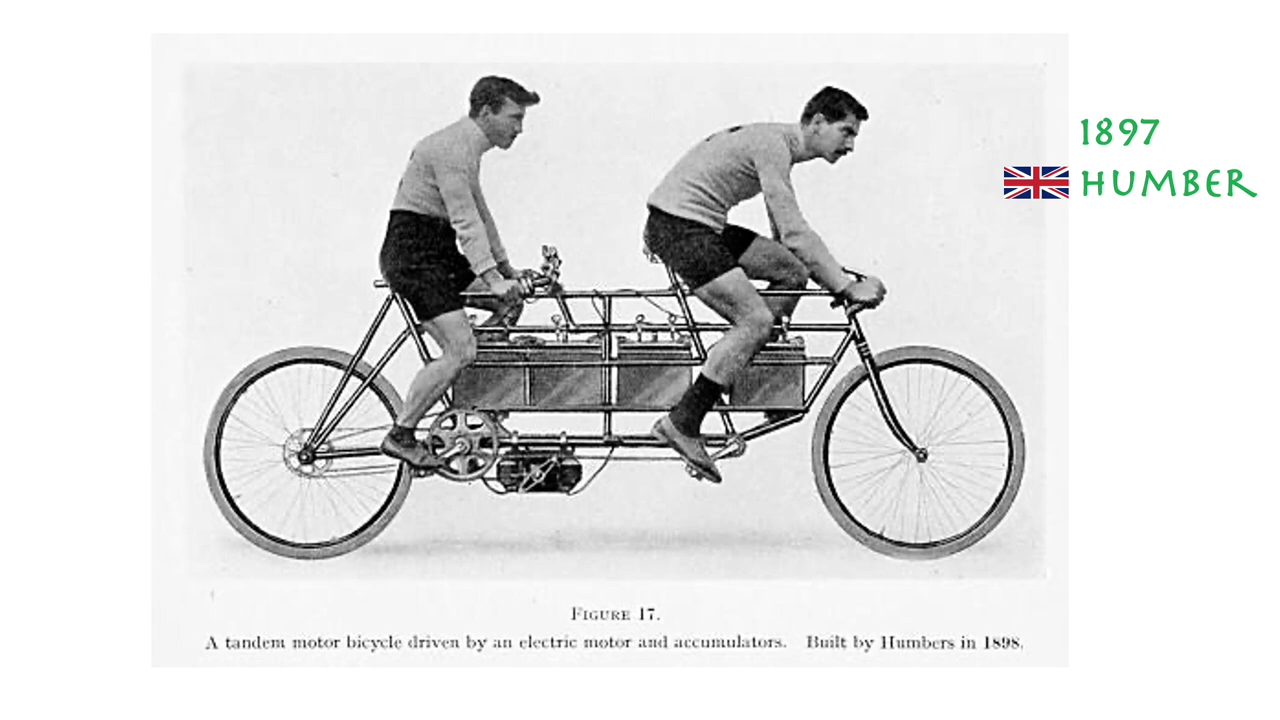 1897
HUMBER
FIGURE 17.
A tandem motor bicycle driven by an electric motor and accumulators. Built by Humbers in 1898.